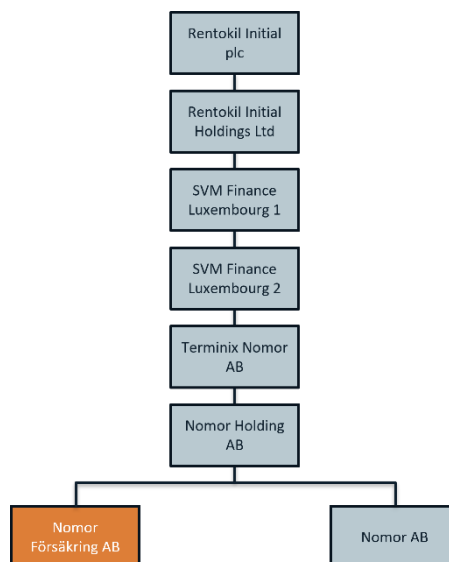 Rentokil Initial
plc
Rentokil Initial
Holdings Ltd
SVM Finance
Luxembourg 1
SVM Finance
Luxembourg 2
Terminix Nomor
AB
Nomor Holding
AB
Nomor
Försäkring AB
Nomor AB